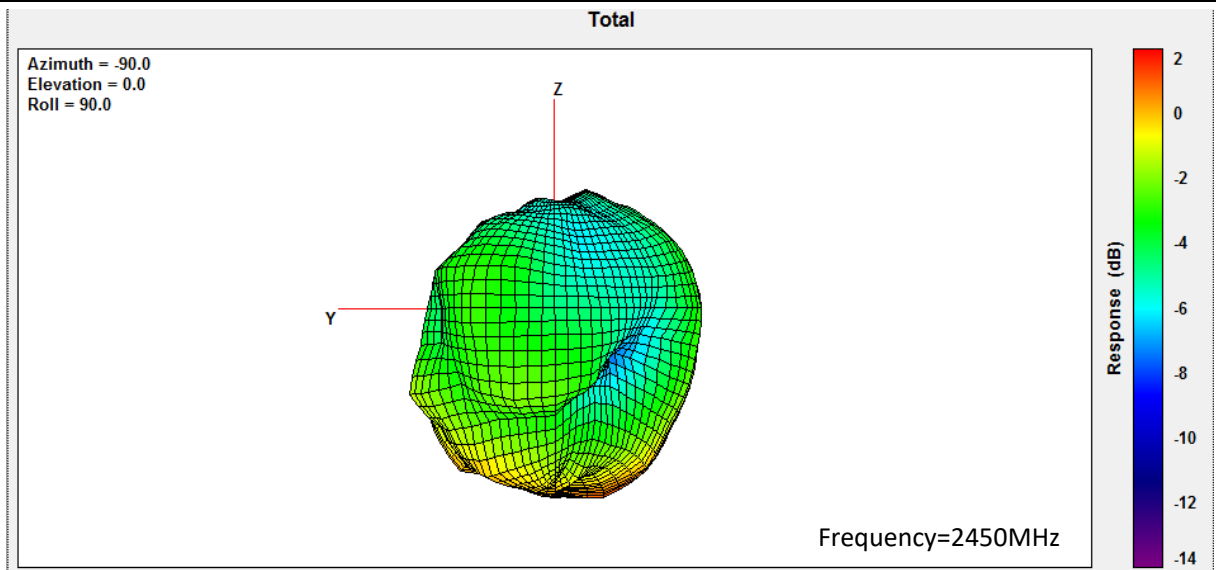 Total
Azimuth = -90.0
Elevation = 0.0
Roll = 90.0
Z
Y
Frequency=2450MHz
2
0
-2
-4
-6
-8
-10
-12
-14
Response (dB)